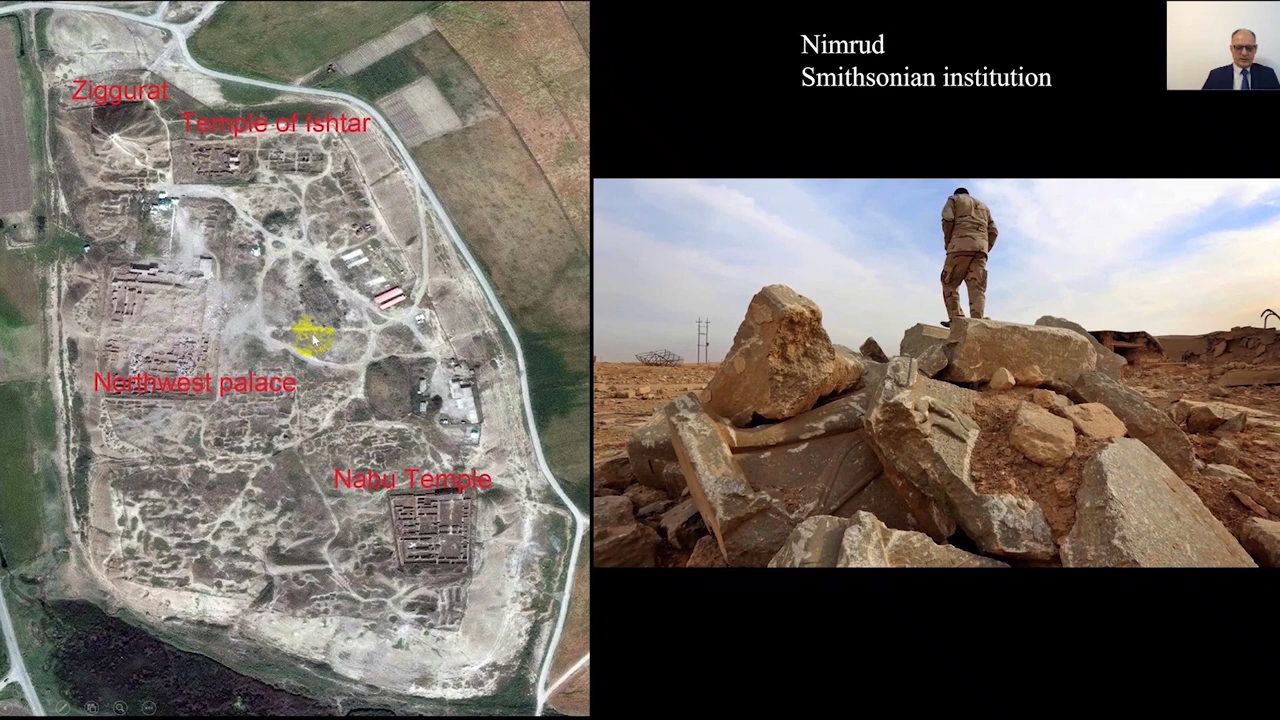 Ziggurat
Temple of Ishtar
Northwest palace
Nabu Temple
Nimrud
Smithsonian institution